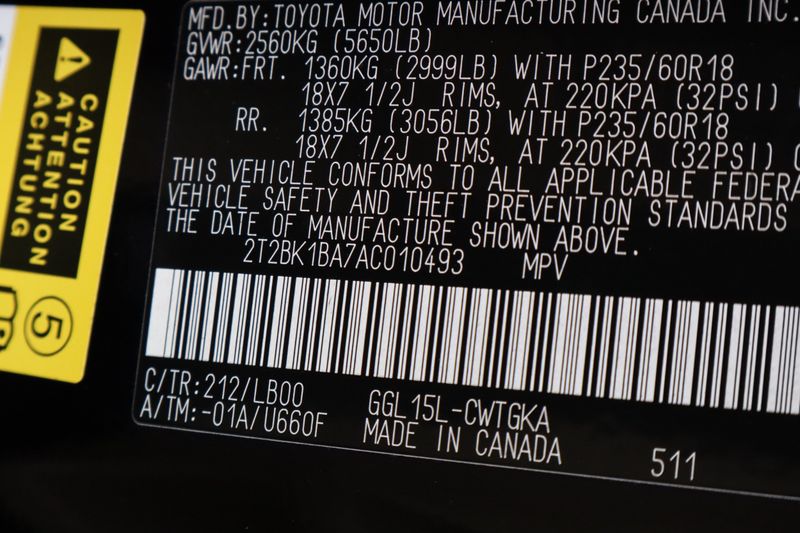 CAUTION
ATTENTION
ACHTUNG
5
MFD.BY:TOYOTA MOTOR MANUFACTURING CANADA INC.
GVWR:2560KG (5650LB)
GAWR:FRT. 1360KG (2999LB) WITH P235/60R18
18X7 1/2J RIMS, AT 220KPA (32PSI)
RR. 1385KG (3056LB) WITH P235/60R18
18X7 1/2J RIMS, AT 220KPA (32PSI)
THIS VEHICLE CONFORMS TO ALL APPLICABLE FEDERA
VEHICLE SAFETY AND THEFT PREVENTION STANDARDS
THE DATE OF MANUFACTURE SHOWN ABOVE.
2T2BK1BA7AC010493 MPV
C/TR:212/LB00 GGL15L-CWTGKA
A/TM:-01A/U660F MADE IN CANADA
511